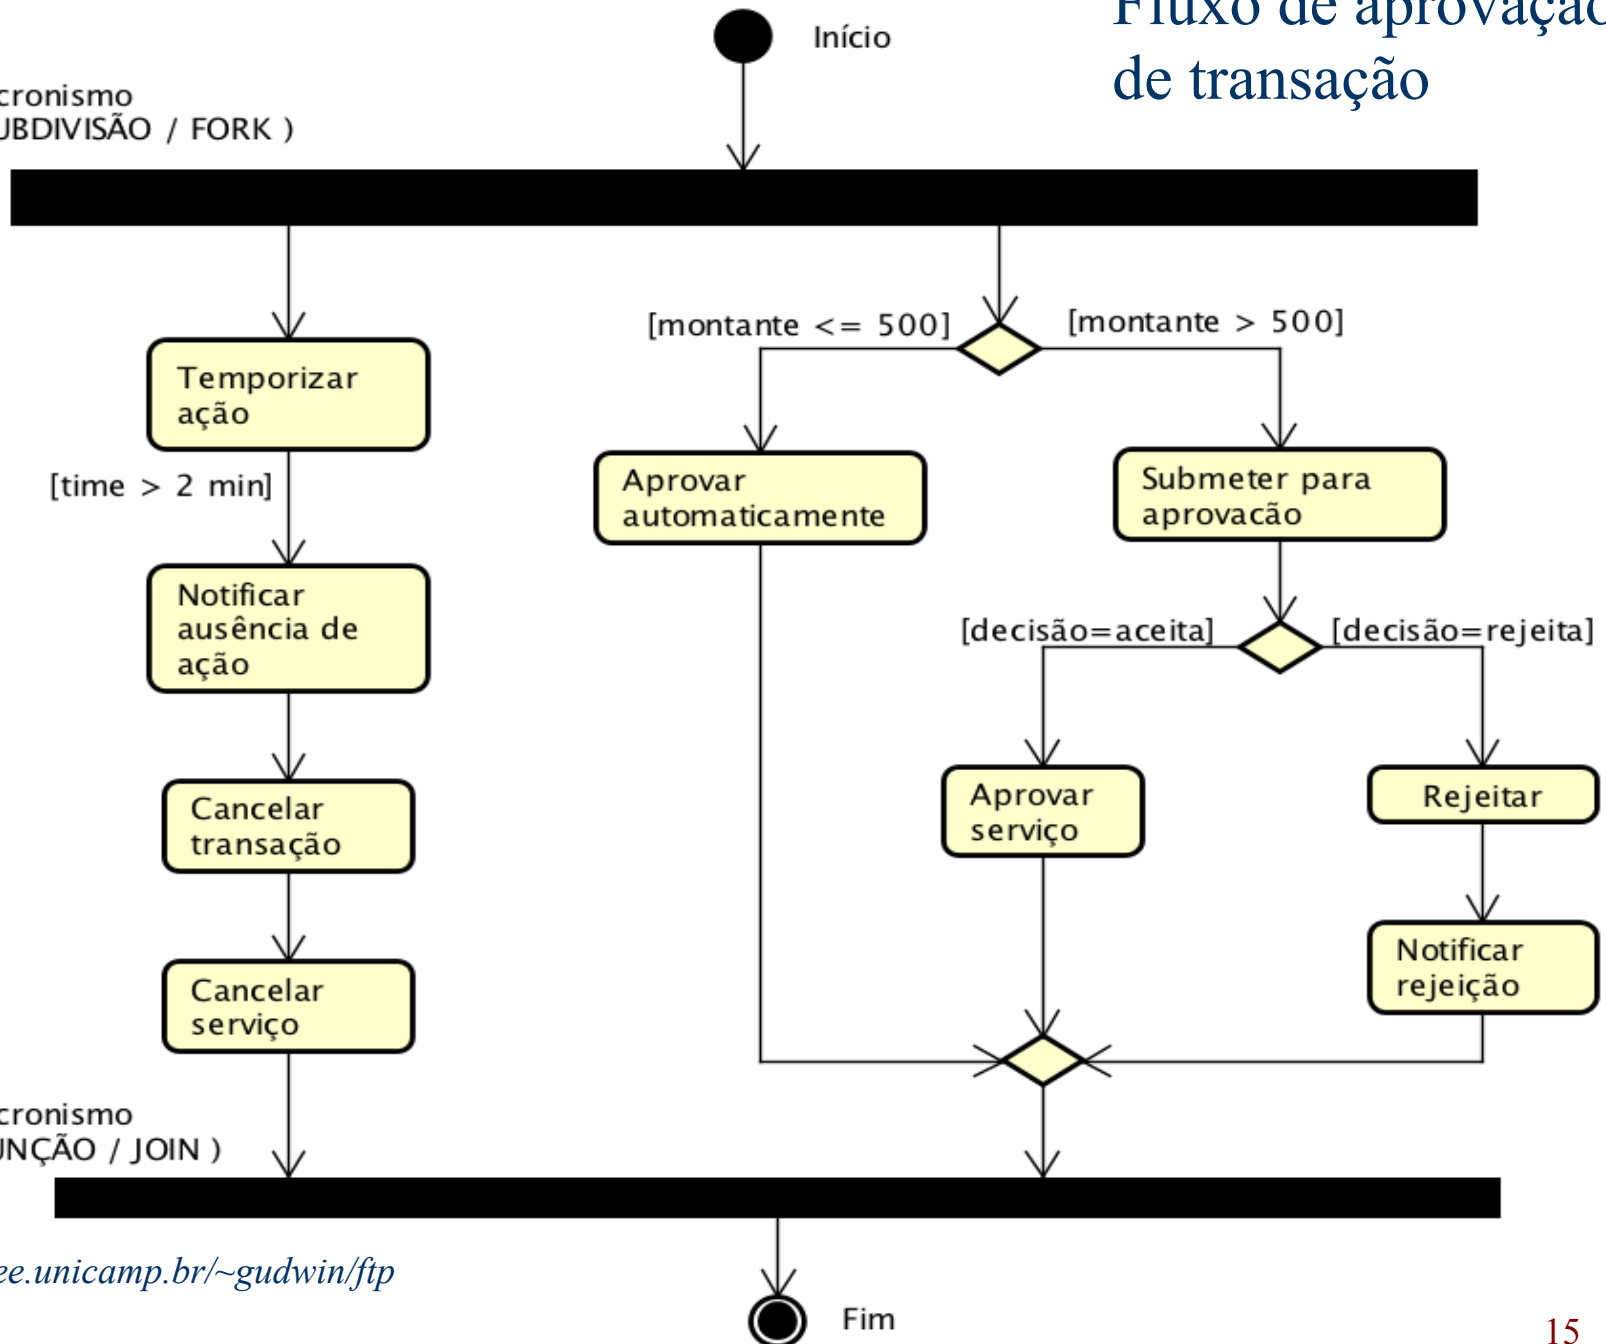 Fluxo de aprovação
de transação
Início
cronismo
UBDIVISÃO / FORK )
[montante <= 500]
[montante > 500]
Temporizar
ação
[time > 2 min]
Aprovar
automaticamente
Submeter para
aprovacão
Notificar
ausência de
ação
[decisão=aceita]
[decisão=rejeita]
Cancelar
transação
Aprovar
serviço
Rejeitar
Notificar
rejeição
Cancelar
serviço
cronismo
UNÇÃO / JOIN )
ee.unicamp.br/~gudwin/ftp
Fim
15